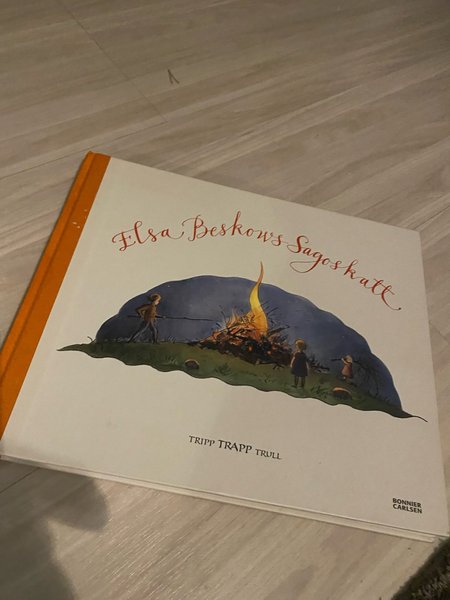 Elsa Beskows Sagoskatt
TRIPP TRAPP TRULL
BONNIER
CARLSEN